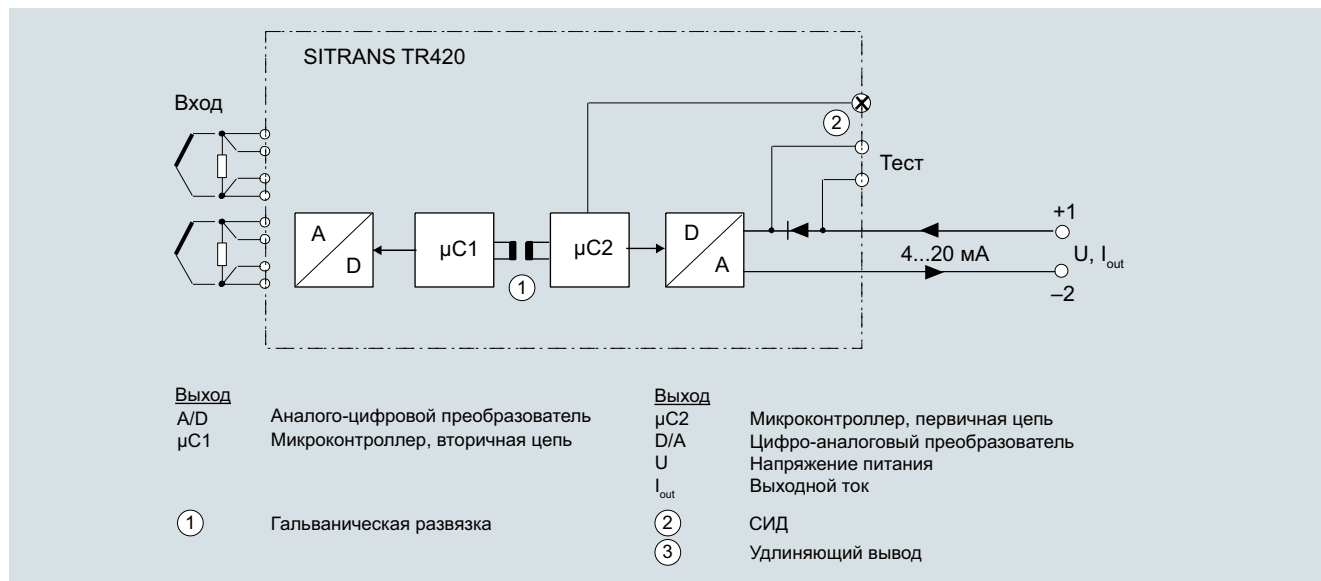 SITRANS TR420
Вход
2
Тест
+1
A
D
µC1
µC2
D
A
4...20 мА
U, Iout
1
–2
Выход
A/D Аналого-цифровой преобразователь
µC1 Микроконтроллер, вторичная цепь
1 Гальваническая развязка
Выход
µC2 Микроконтроллер, первичная цепь
D/A Цифро-аналоговый преобразователь
U Напряжение питания
Iout Выходной ток
2 СИД
3 Удлиняющий вывод